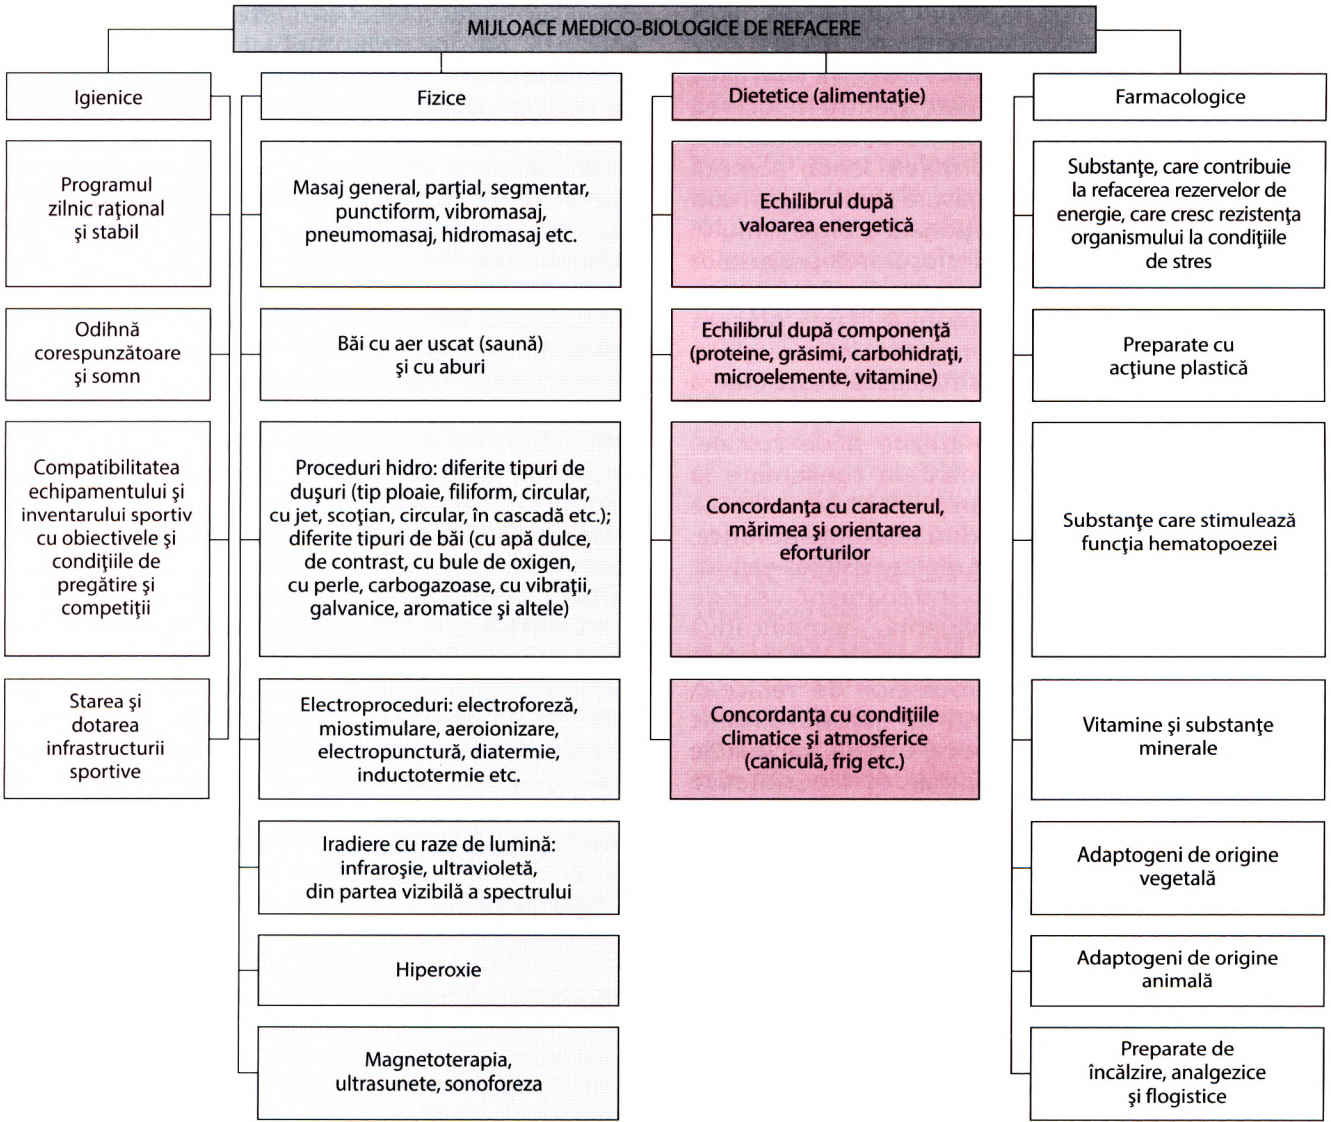 MIJLOACE MEDICO-BIOLOGICE DE REFACERE
Igienice
Programul
zilnic raţional
şi stabil
Odihnă
corespunzătoare
şi somn
Compatibilitatea
echipamentului şi
inventarului sportiv
cu obiectivele şi
condiţiile de
pregătire şi
competiţii
Starea şi
dotarea
infrastructurii
sportive
Fizice
Masaj general, parţial, segmentar,
punctiform, vibromasaj,
pneumomasaj, hidromasaj etc.
Băi cu aer uscat (saună)
şi cu aburi
Proceduri hidro: diferite tipuri de
duşuri (tip ploaie, filiform, circular,
cu jet, scoţian, circular, în cascadă etc.);
diferite tipuri de băi (cu apă dulce,
de contrast, cu bule de oxigen,
cu perle, carbogazoase, cu vibraţii,
galvanice, aromatice şi altele)
Electroproceduri: electroforeză,
miostimulare, aeroionizare,
electropunctură, diatermie,
inductotermie etc.
Iradiere cu raze de lumină:
infraroşie, ultravioletă,
din partea vizibilă a spectrului
Hiperoxie
Magnetoterapia,
ultrasunete, sonoforeza
Dietetice (alimentaţie)
Echilibrul după
valoarea energetică
Echilibrul după componenţă
(proteine, grăsimi, carbohidraţi,
microelemente, vitamine)
Concordanţa cu caracterul,
mărimea şi orientarea
eforturilor
Concordanţa cu condiţiile
climatice şi atmosferice
(caniculă, frig etc.)
Farmacologice
Substanţe, care contribuie
la refacerea rezervelor de
energie, care cresc rezistenţa
organismului la condiţiile
de stres
Preparate cu
acţiune plastică
Substanţe care stimulează
funcţia hematopoezei
Vitamine şi substanţe
minerale
Adaptogeni de origine
vegetală
Adaptogeni de origine
animală
Preparate de
încălzire, analgezice
şi flogistice